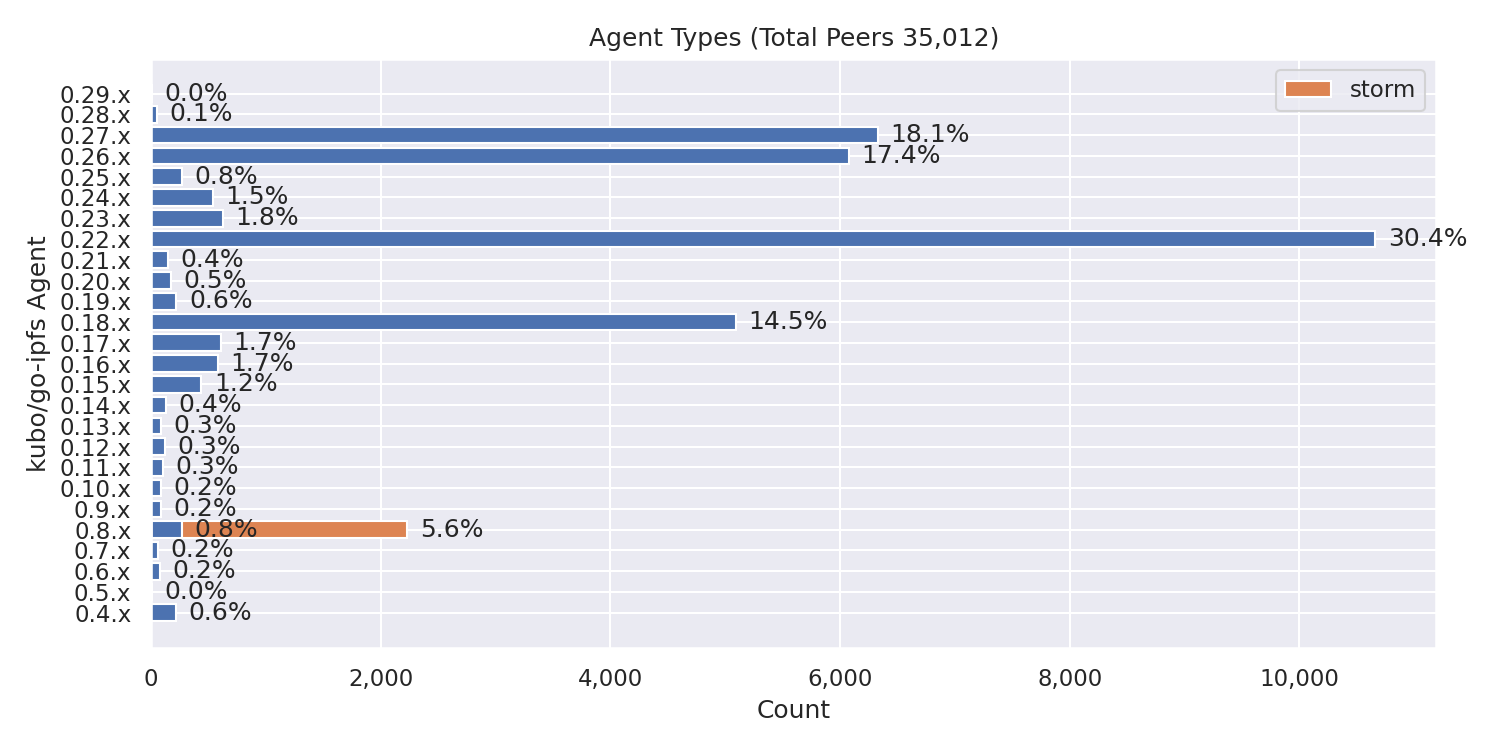 Agent Types (Total Peers 35,012)
storm
kubo/go-ipfs Agent
0.29.x 0.0%
0.28.x 0.1%
0.27.x 18.1%
0.26.x 17.4%
0.25.x 0.8%
0.24.x 1.5%
0.23.x 1.8%
0.22.x 30.4%
0.21.x 0.4%
0.20.x 0.5%
0.19.x 0.6%
0.18.x 14.5%
0.17.x 1.7%
0.16.x 1.7%
0.15.x 1.2%
0.14.x 0.4%
0.13.x 0.3%
0.12.x 0.3%
0.11.x 0.3%
0.10.x 0.2%
0.9.x 0.2%
0.8.x 0.8% 5.6%
0.7.x 0.2%
0.6.x 0.2%
0.5.x 0.0%
0.4.x 0.6%
0 2,000 4,000 6,000 8,000 10,000
Count